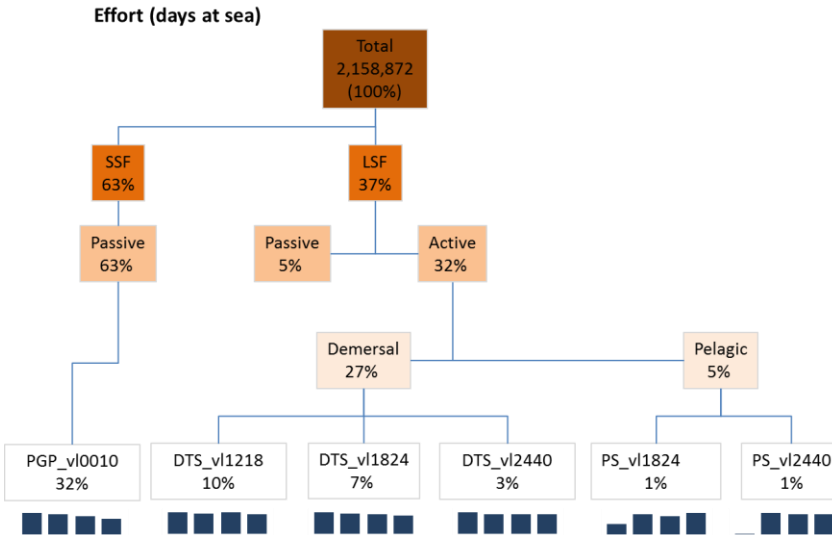 Effort (days at sea)
Total
2,158,872
(100%)
SSF
63%
LSF
37%
Passive
63%
Passive
5%
Active
32%
Demersal
27%
Pelagic
5%
PGP_vl0010
32%
DTS_vl1218
10%
DTS_vl1824
7%
DTS_vl2440
3%
PS_vl1824
1%
PS_vl2440
1%